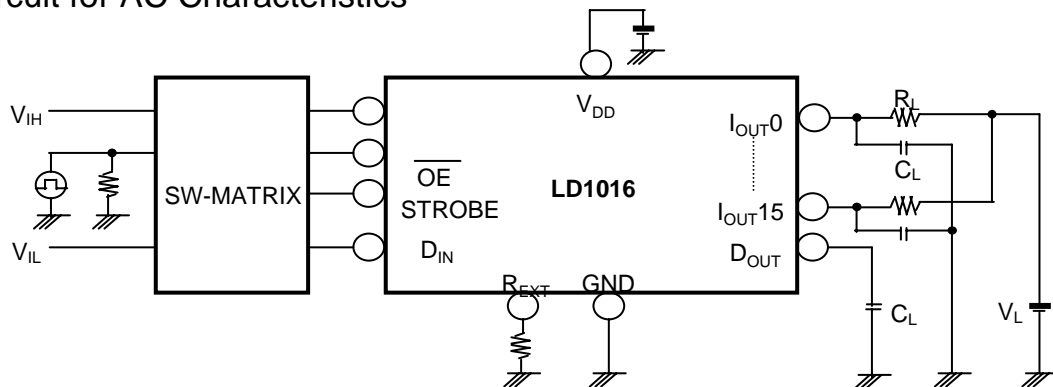 rcuit for AC Characteristics
V_IH
V_IL
SW-MATRIX
V_DD
OE
STROBE
D_IN
LD1016
R_EXT
GND
I_OUT0
I_OUT15
D_OUT
R_L
C_L
C_L
V_L